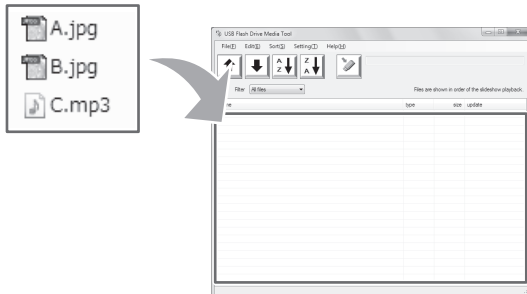 A.jpg
B.jpg
C.mp3
USB Flash Drive Media Tool
File(F) Edit(E) Sort(S) Setting(T) Help(H)
A Z Z A
Filter All files
Files are shown in order of the slideshow playback.
type size update